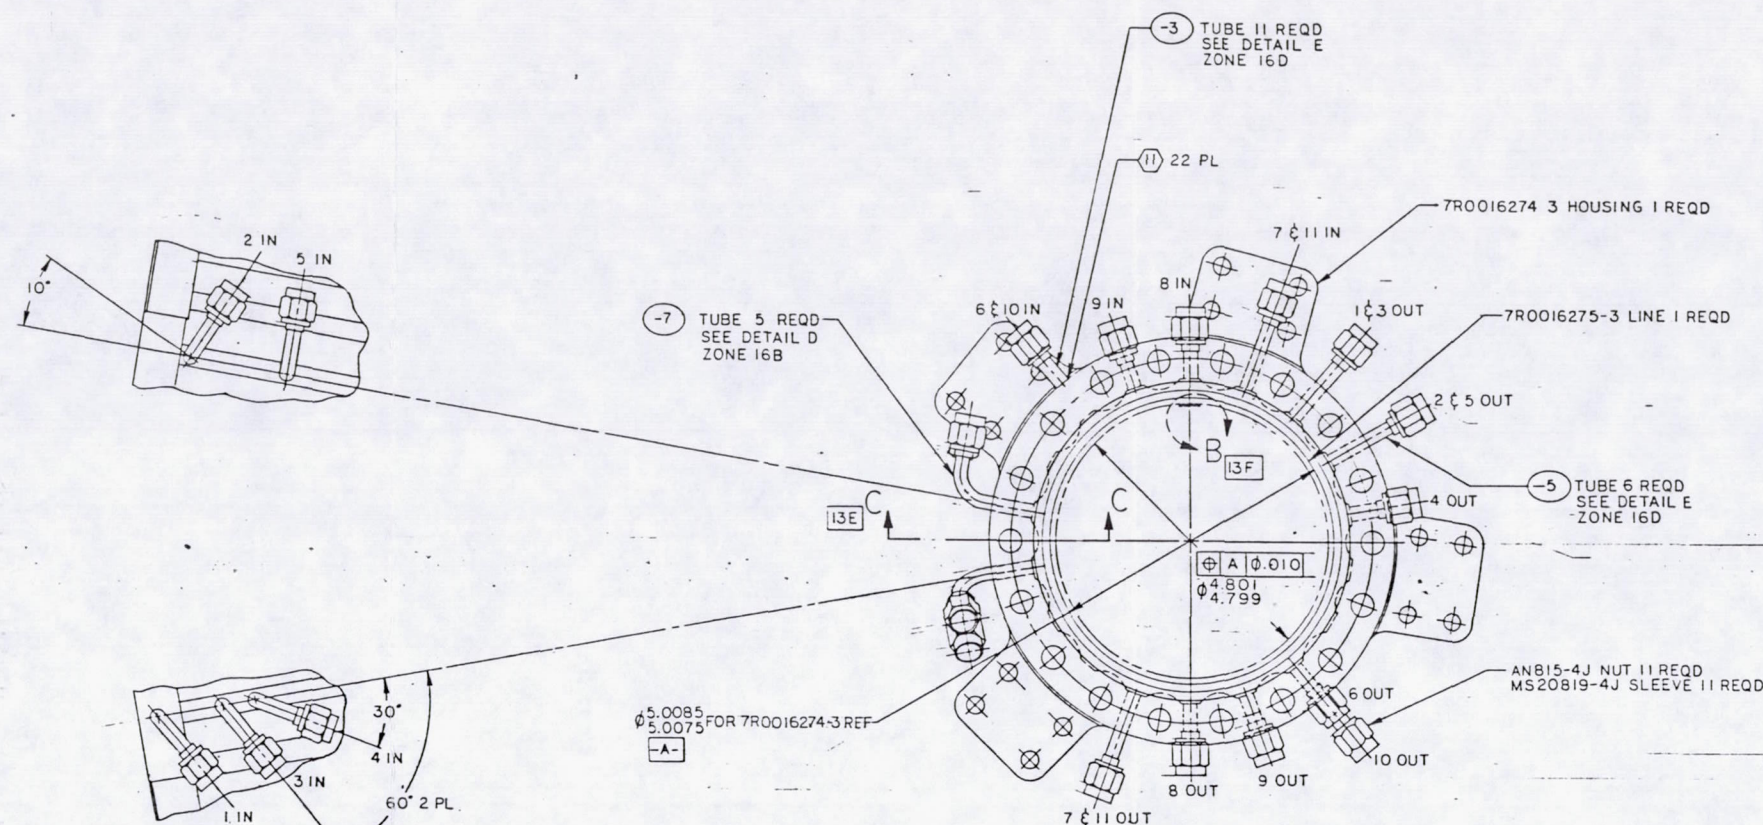 -3
TUBE 11 REQD
SEE DETAIL E
ZONE 16D
11
22 PL
7R0016274 3 HOUSING 1 REQD
7 & 11 IN
2 IN
5 IN
10°
8 IN
-7
TUBE 5 REQD
SEE DETAIL D
ZONE 16B
6 & 10 IN
9 IN
1 & 3 OUT
7R0016275-3 LINE 1 REQD
2 & 5 OUT
B
13F
-5
TUBE 6 REQD
SEE DETAIL E
ZONE 16D
4 OUT
13E
C
C
⌖ A Ø.010
Ø4.801
4.799
AN815-4J NUT 11 REQD
MS20819-4J SLEEVE 11 REQD
6 OUT
10 OUT
9 OUT
8 OUT
7 & 11 OUT
Ø5.0085
5.0075 FOR 7R0016274-3 REF
-A-
30°
4 IN
3 IN
60° 2 PL.
1 IN